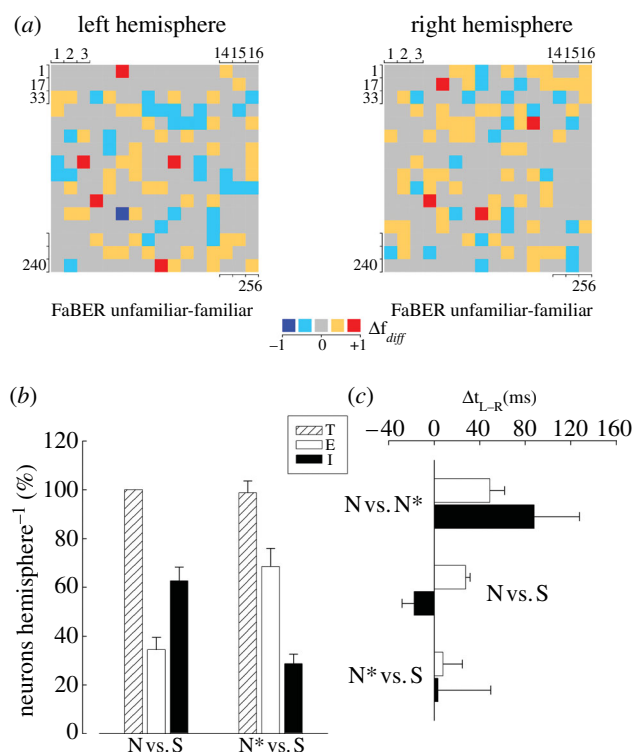 (a) left hemisphere right hemisphere
1 2 3 14 15 16 1 2 3 14 15 16
1 1
17 17
33 33
240 240
256 256
FaBER unfamiliar-familiar FaBER unfamiliar-familiar
Δf diff
−1 0 +1
(b) (c)
Δt L–R (ms)
−40 0 40 80 120 160
T
E
I
neurons hemisphere −1 (%)
120
100
80
60
40
20
0
N vs. S N* vs. S
N vs. N*
N vs. S
N* vs. S